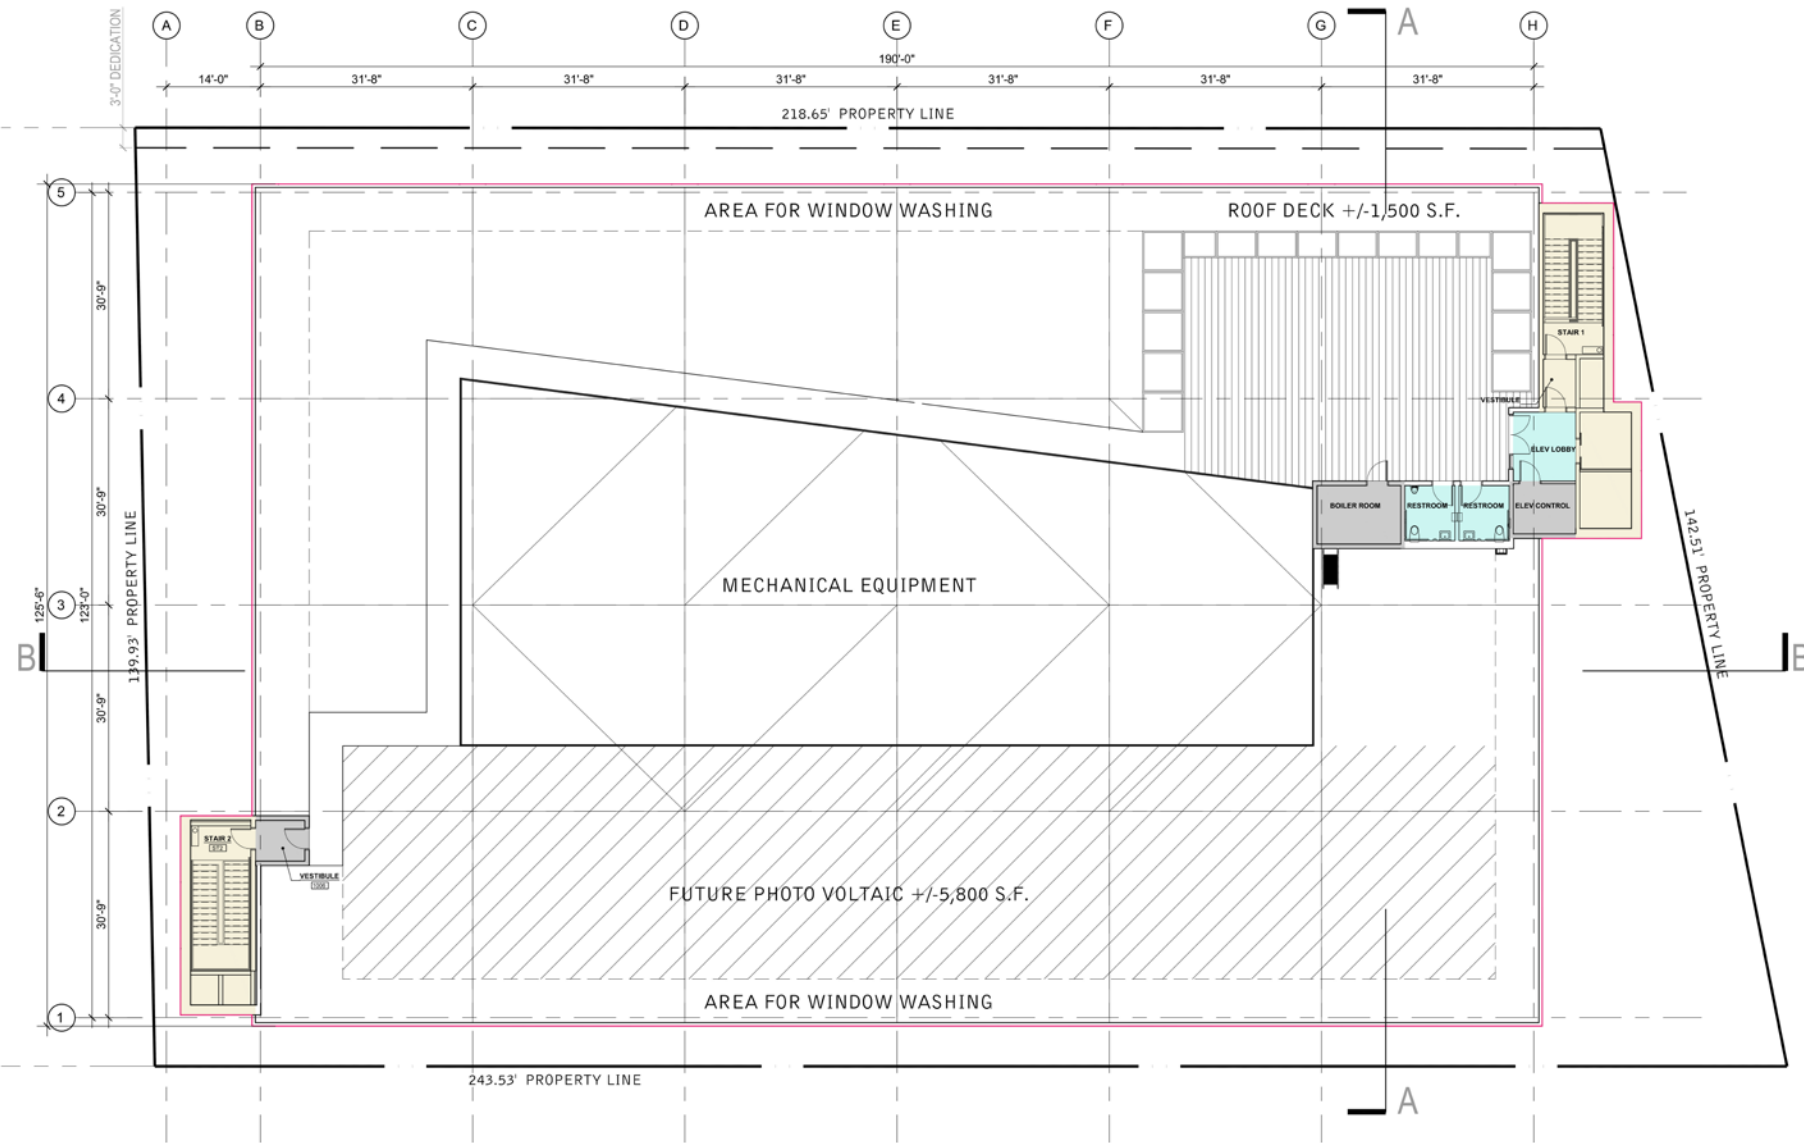 A B C D E F G H
A
3'-0" DEDICATION
190'-0"
14'-0" 31'-8" 31'-8" 31'-8" 31'-8" 31'-8" 31'-8"
218.65' PROPERTY LINE
5
AREA FOR WINDOW WASHING
ROOF DECK +/-1,500 S.F.
30'-9"
STAIR 1
4
VESTIBULE
ELEV LOBBY
30'-9"
BOILER ROOM
RESTROOM
RESTROOM
ELEV CONTROL
139.93' PROPERTY LINE
142.51' PROPERTY LINE
MECHANICAL EQUIPMENT
125'-6"
3
123'-0"
B
B
30'-9"
2
STAIR 2
ST2
VESTIBULE
FUTURE PHOTO VOLTAIC +/-5,800 S.F.
30'-9"
AREA FOR WINDOW WASHING
1
243.53' PROPERTY LINE
A